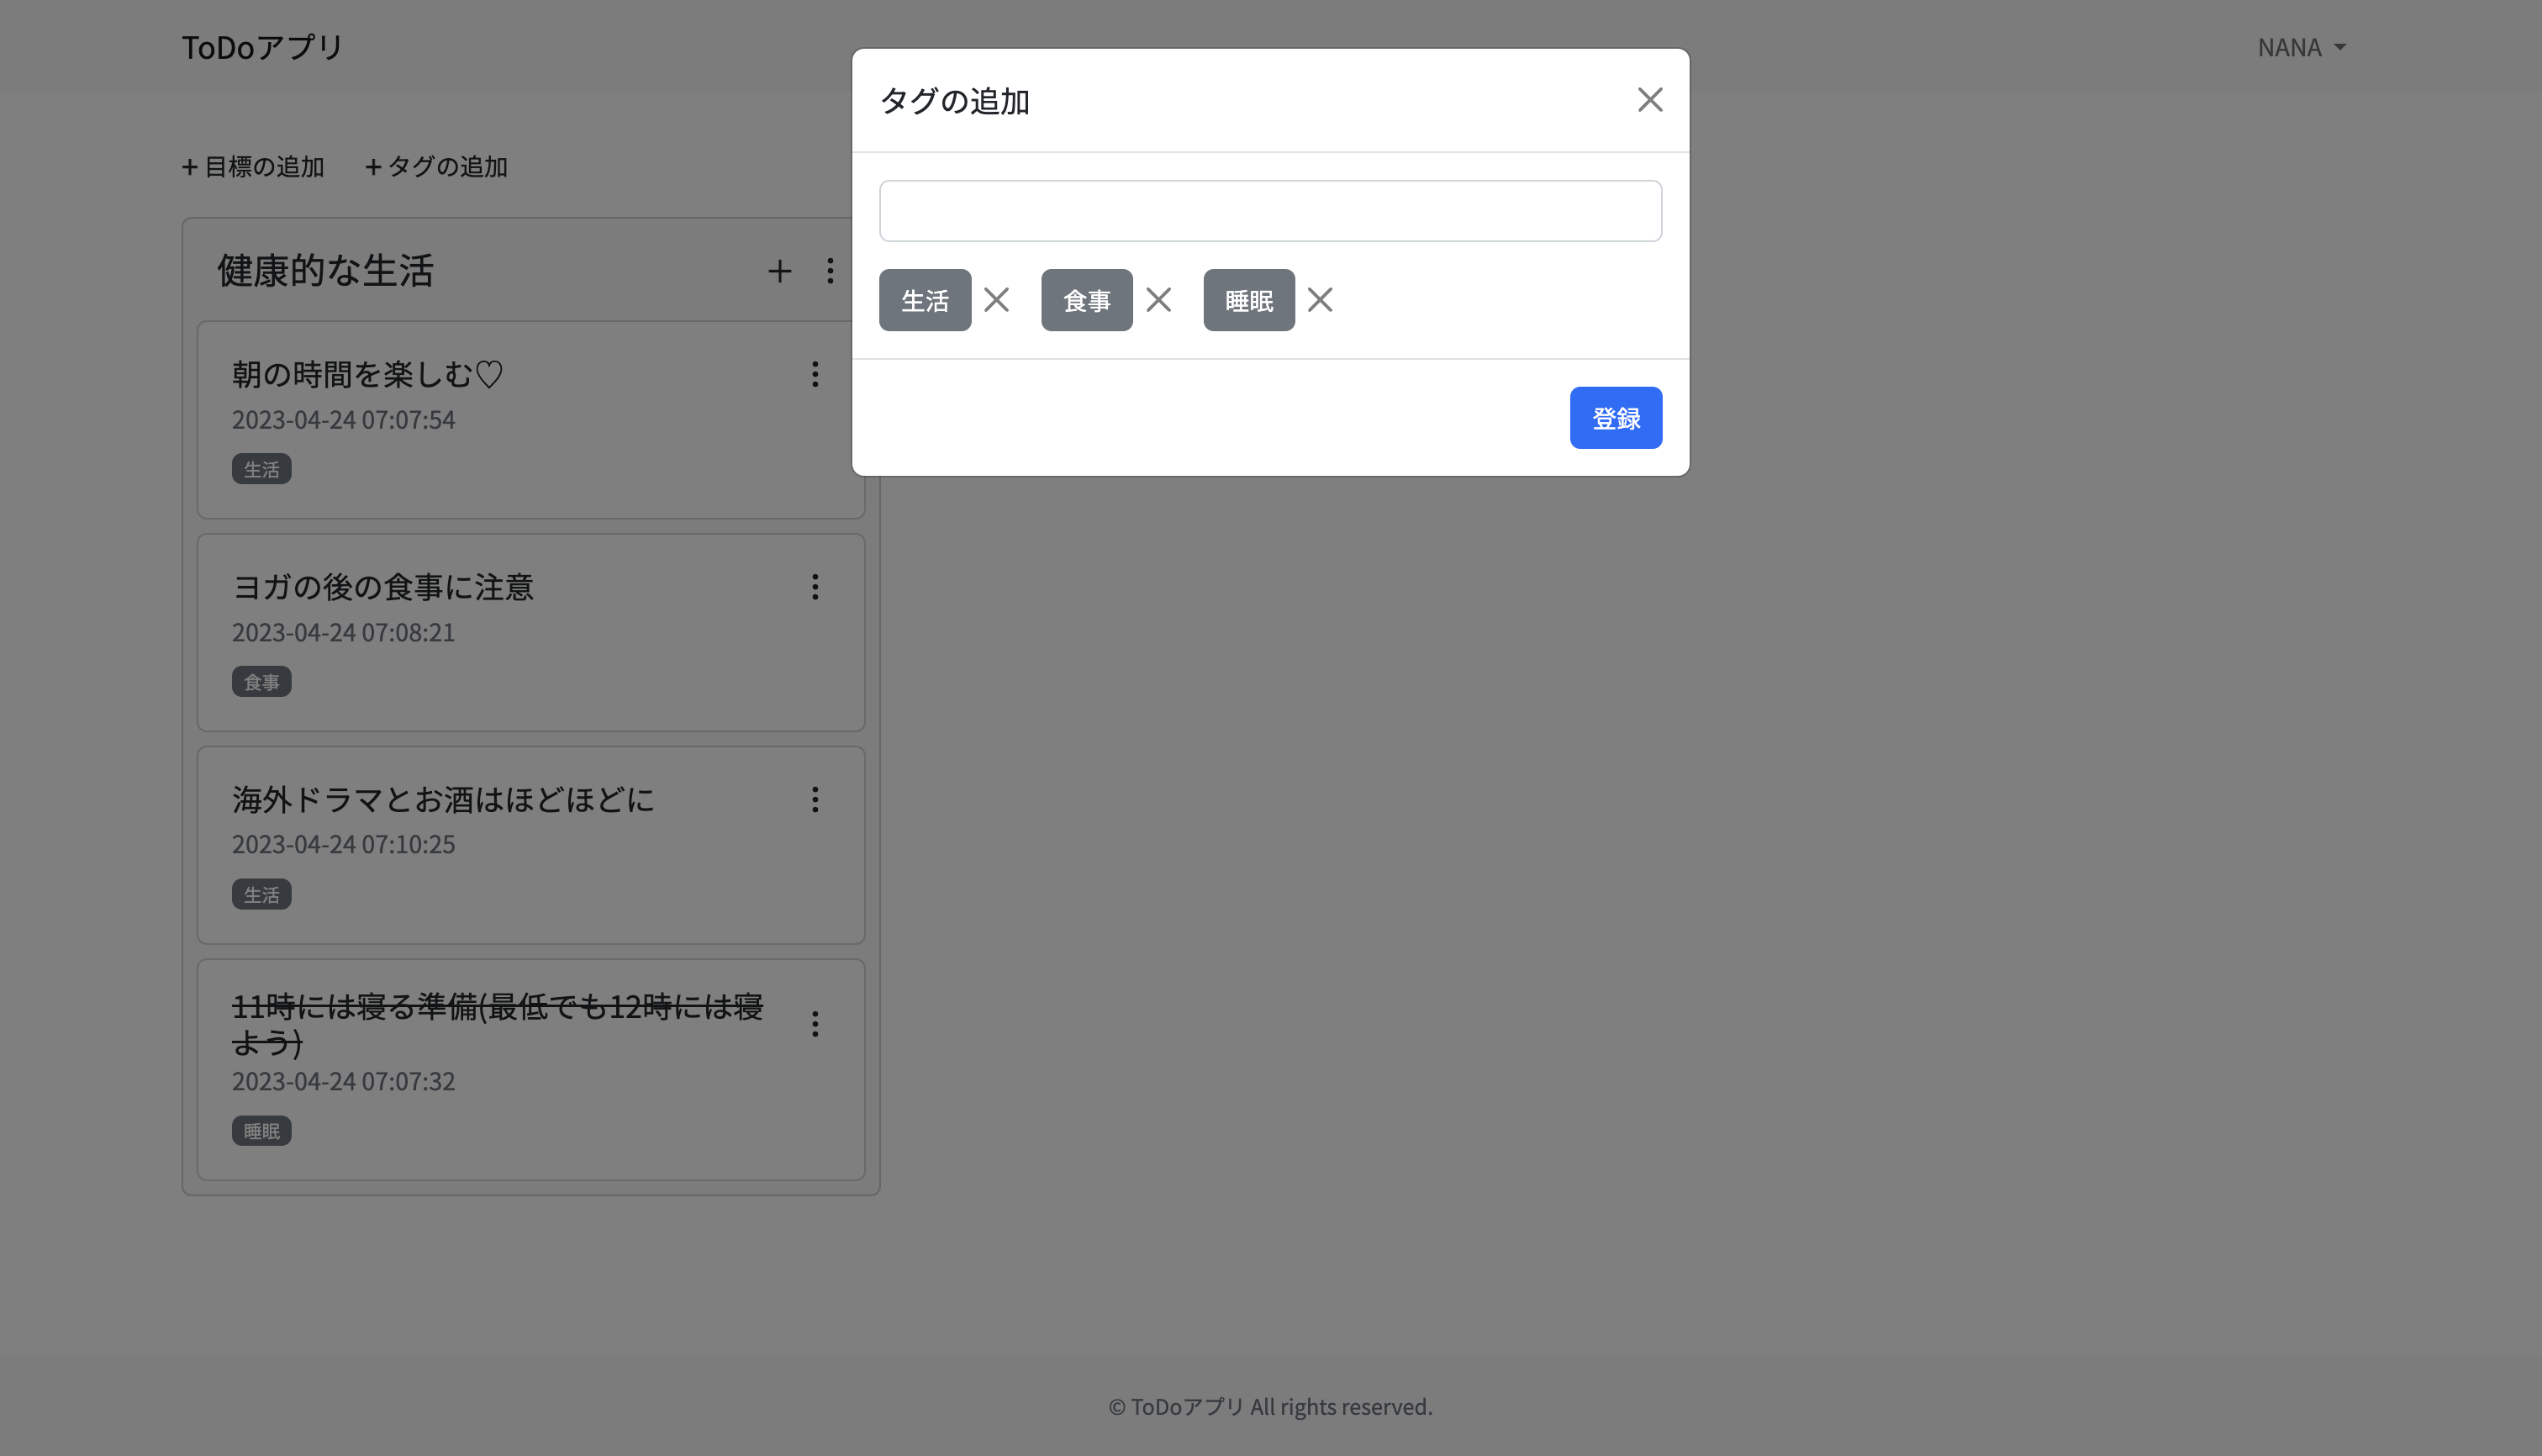 ToDoアプリ
NANA
+ 目標の追加
+ タグの追加
健康的な生活
朝の時間を楽しむ♡
2023-04-24 07:07:54
生活
ヨガの後の食事に注意
2023-04-24 07:08:21
食事
海外ドラマとお酒はほどほどに
2023-04-24 07:10:25
生活
11時には寝る準備(最低でも12時には寝
よう)
2023-04-24 07:07:32
睡眠
タグの追加
生活
食事
睡眠
登録
© ToDoアプリ All rights reserved.